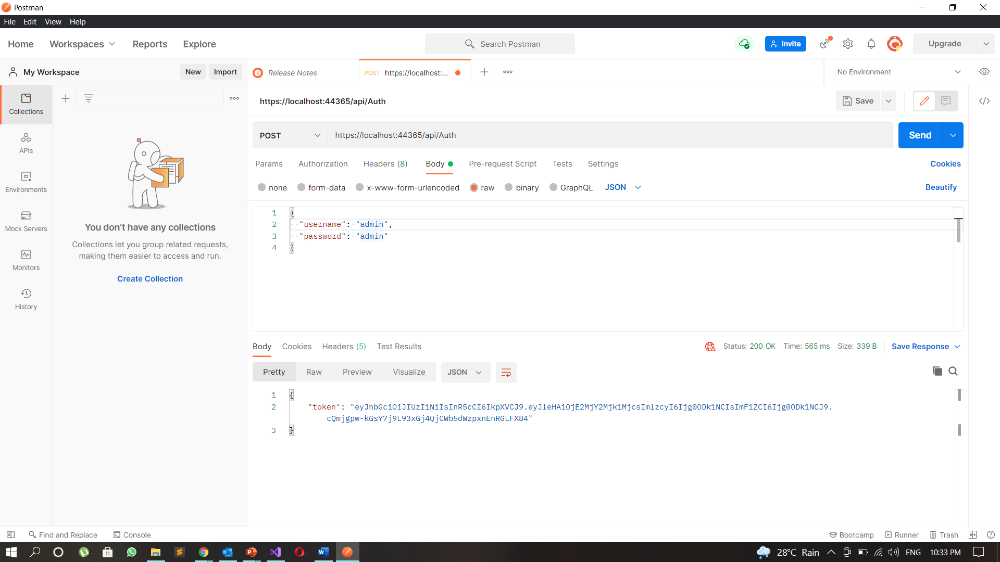 Postman
File Edit View Help
Home Workspaces Reports Explore Search Postman Invite Upgrade
My Workspace New Import Release Notes POST https://localhost:... No Environment
Collections
https://localhost:44365/api/Auth Save
POST https://localhost:44365/api/Auth Send
APIs
Params Authorization Headers (8) Body Pre-request Script Tests Settings Cookies
Environments
none form-data x-www-form-urlencoded raw binary GraphQL JSON Beautify
1 {
2 "username": "admin",
3 "password": "admin"
4 }
Mock Servers
You don't have any collections
Collections let you group related requests,
making them easier to access and run.
Create Collection
Monitors
History
Body Cookies Headers (5) Test Results Status: 200 OK Time: 565 ms Size: 339 B Save Response
Pretty Raw Preview Visualize JSON
1 {
2 "token": "eyJhbGciOiJIUzI1NiIsInR5cCI6IkpXVCJ9.eyJleHAiOjE2MjY2Mjk1MjcsImlzcyI6Ijg0ODk1NCIsImF1ZCI6Ijg0ODk1NCJ9.
cQmjgpw-kGsY7j9L93xGj4QjCWb5dWzpxnEnRGLFX84"
3 }
Find and Replace Console Bootcamp Runner Trash
28°C Rain ENG 10:33 PM